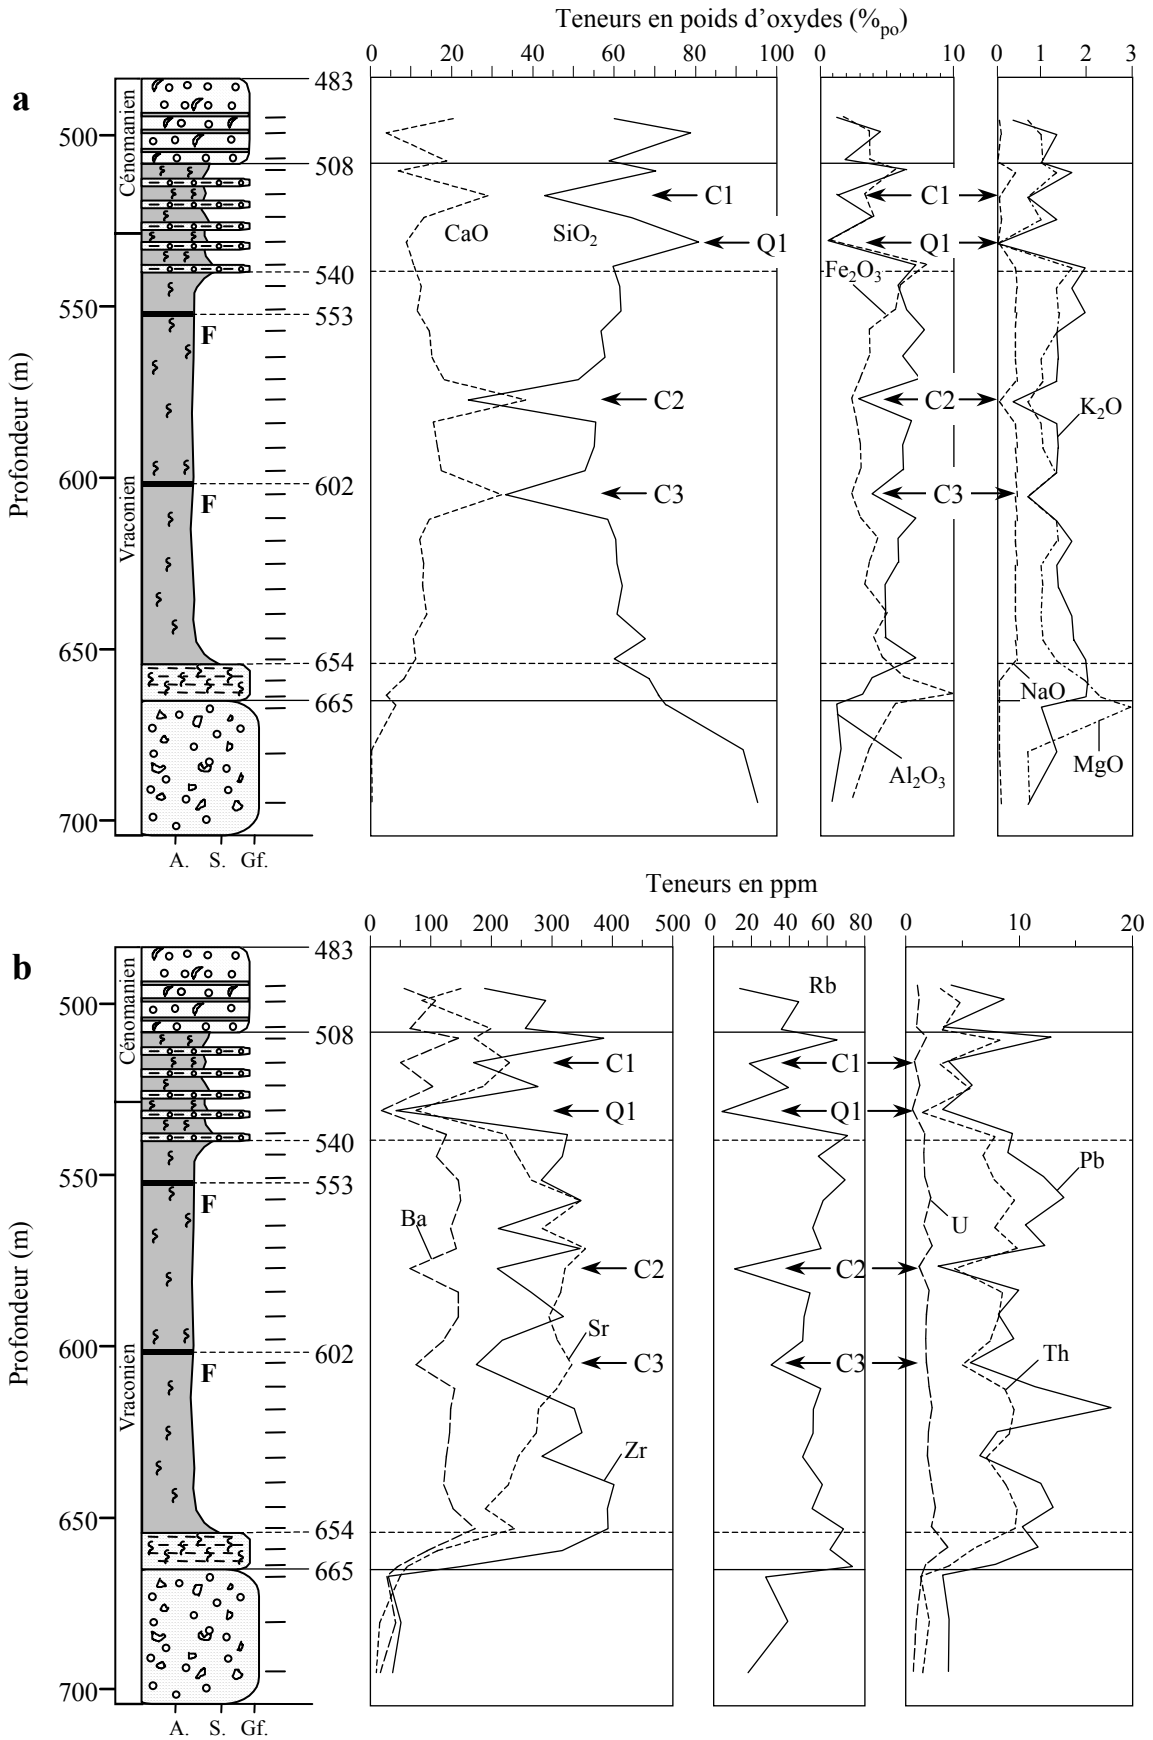 Teneurs en poids d’oxydes (%po)
0 20 40 60 80 100 0 10 0 1 2 3
a
Profondeur (m)
500
550
600
650
700
Cénomanien
Vraconien
483
508
540
553
602
654
665
F
F
A. S. Gf.
CaO
SiO2
C1
Q1
C2
C3
Fe2O3
Al2O3
C1
Q1
C2
C3
K2O
NaO
MgO
Teneurs en ppm
0 100 200 300 400 500 0 20 40 60 80 0 10 20
b
Profondeur (m)
500
550
600
650
700
Cénomanien
Vraconien
483
508
540
553
602
654
665
F
F
A. S. Gf.
Ba
Sr
Zr
C1
Q1
C2
C3
Rb
C1
Q1
C2
C3
Pb
U
Th